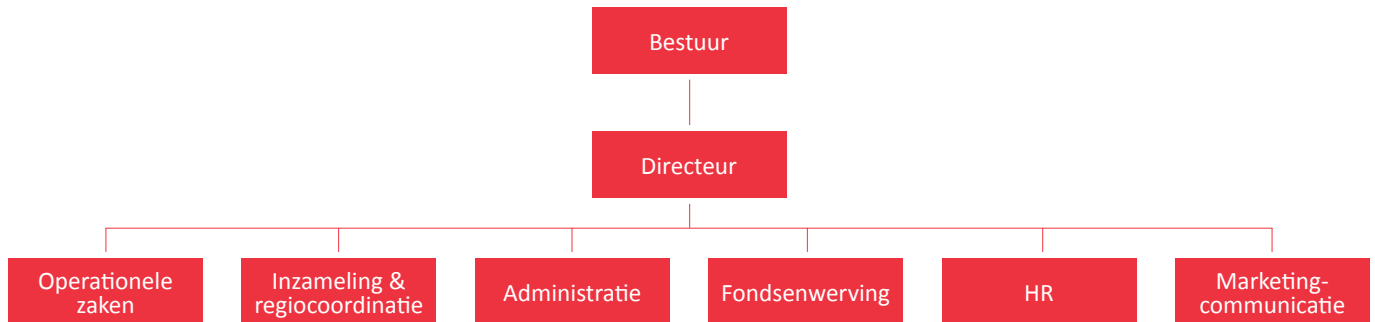 Bestuur
Directeur
Operationele
zaken
Inzameling &
regiocoordinatie
Administratie
Fondsenwerving
HR
Marketing-
communicatie